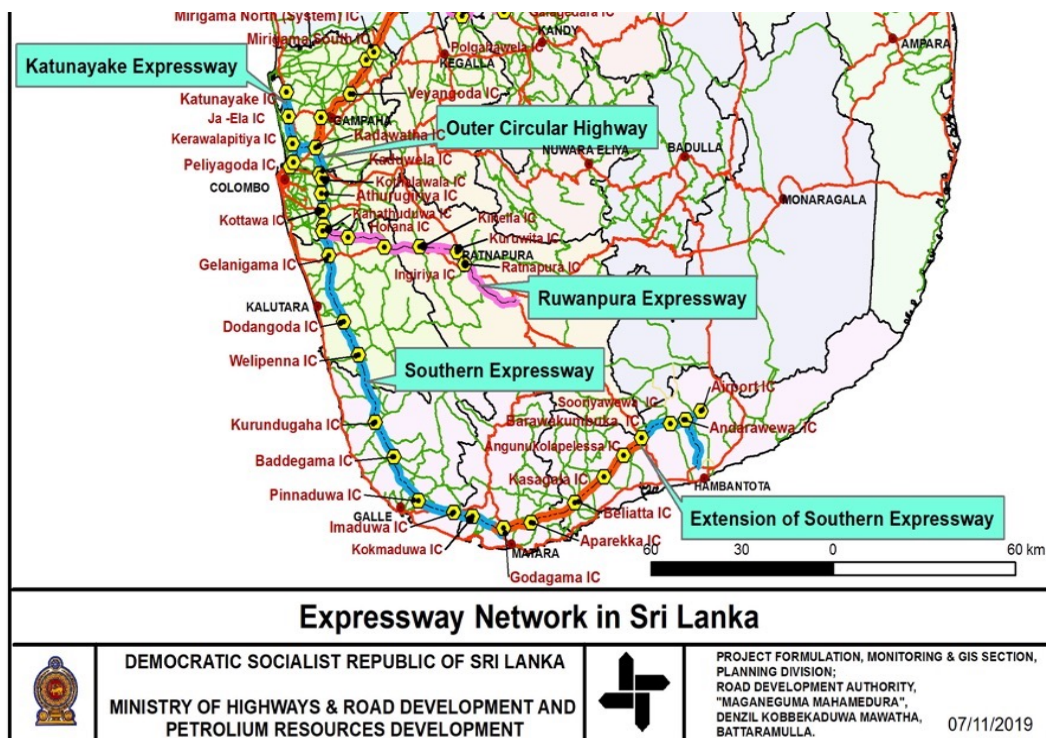 Mirigama North (System) IC
Galagedara IC
Mirigama South IC
KANDY
Polgahawela IC
AMPARA
KEGALLA
Katunayake Expressway
Veyangoda IC
Katunayake IC
Ja -Ela IC
GAMPAHA
Outer Circular Highway
Kerawalapitiya IC
Kadawatha IC
NUWARA ELIYA
BADULLA
Peliyagoda IC
Kaduwela IC
COLOMBO
Kothalawala IC
Athurugiriya IC
MONARAGALA
Kottawa IC
Kahathuduwa IC
Kiriella IC
Horana IC
Kuruwita IC
Gelanigama IC
RATNAPURA
Ingiriya IC
Ratnapura IC
Ruwanpura Expressway
KALUTARA
Dodangoda IC
Welipenna IC
Southern Expressway
Airport IC
Sooriyawewa IC
Kurundugaha IC
Barawakumbuka IC
Andarawewa IC
Angunukolapelessa IC
Baddegama IC
Kasagala IC
HAMBANTOTA
Pinnaduwa IC
GALLE
Beliatta IC
Extension of Southern Expressway
Imaduwa IC
Aparekka IC
Kokmaduwa IC
MATARA
Godagama IC
60 30 0 60 km
Expressway Network in Sri Lanka
DEMOCRATIC SOCIALIST REPUBLIC OF SRI LANKA
MINISTRY OF HIGHWAYS & ROAD DEVELOPMENT AND
PETROLIUM RESOURCES DEVELOPMENT
PROJECT FORMULATION, MONITORING & GIS SECTION,
PLANNING DIVISION;
ROAD DEVELOPMENT AUTHORITY,
"MAGANEGUMA MAHAMEDURA",
DENZIL KOBBEKADUWA MAWATHA,
BATTARAMULLA.
07/11/2019